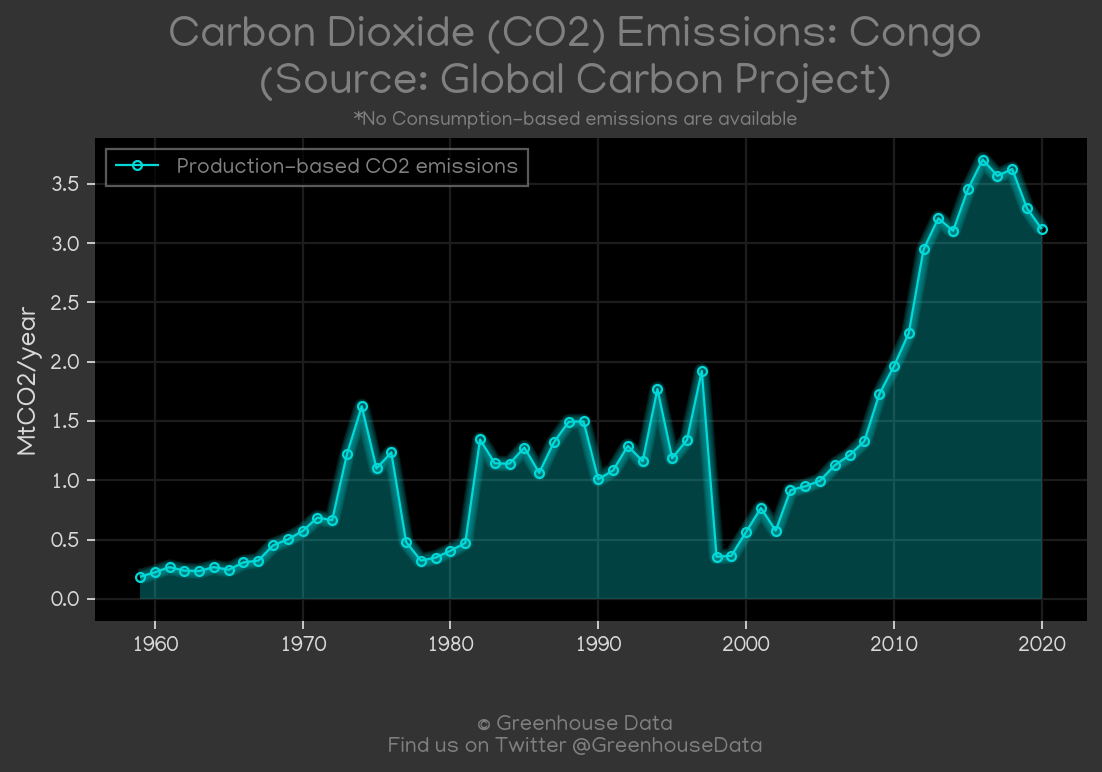 Carbon Dioxide (CO2) Emissions: Congo
(Source: Global Carbon Project)
*No Consumption-based emissions are available
Production-based CO2 emissions
MtCO2/year
3.5
3.0
2.5
2.0
1.5
1.0
0.5
0.0
1960 1970 1980 1990 2000 2010 2020
© Greenhouse Data
Find us on Twitter @GreenhouseData